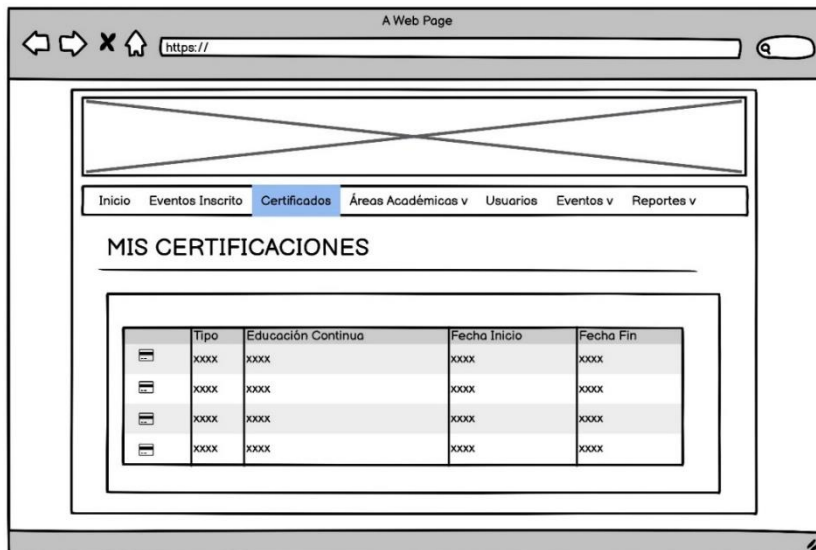 A Web Page
https://
Inicio Eventos Inscrito Certificados Áreas Académicas v Usuarios Eventos v Reportes v
MIS CERTIFICACIONES
Tipo Educación Continua Fecha Inicio Fecha Fin
xxxx xxxx xxxx xxxx
xxxx xxxx xxxx xxxx
xxxx xxxx xxxx xxxx
xxxx xxxx xxxx xxxx